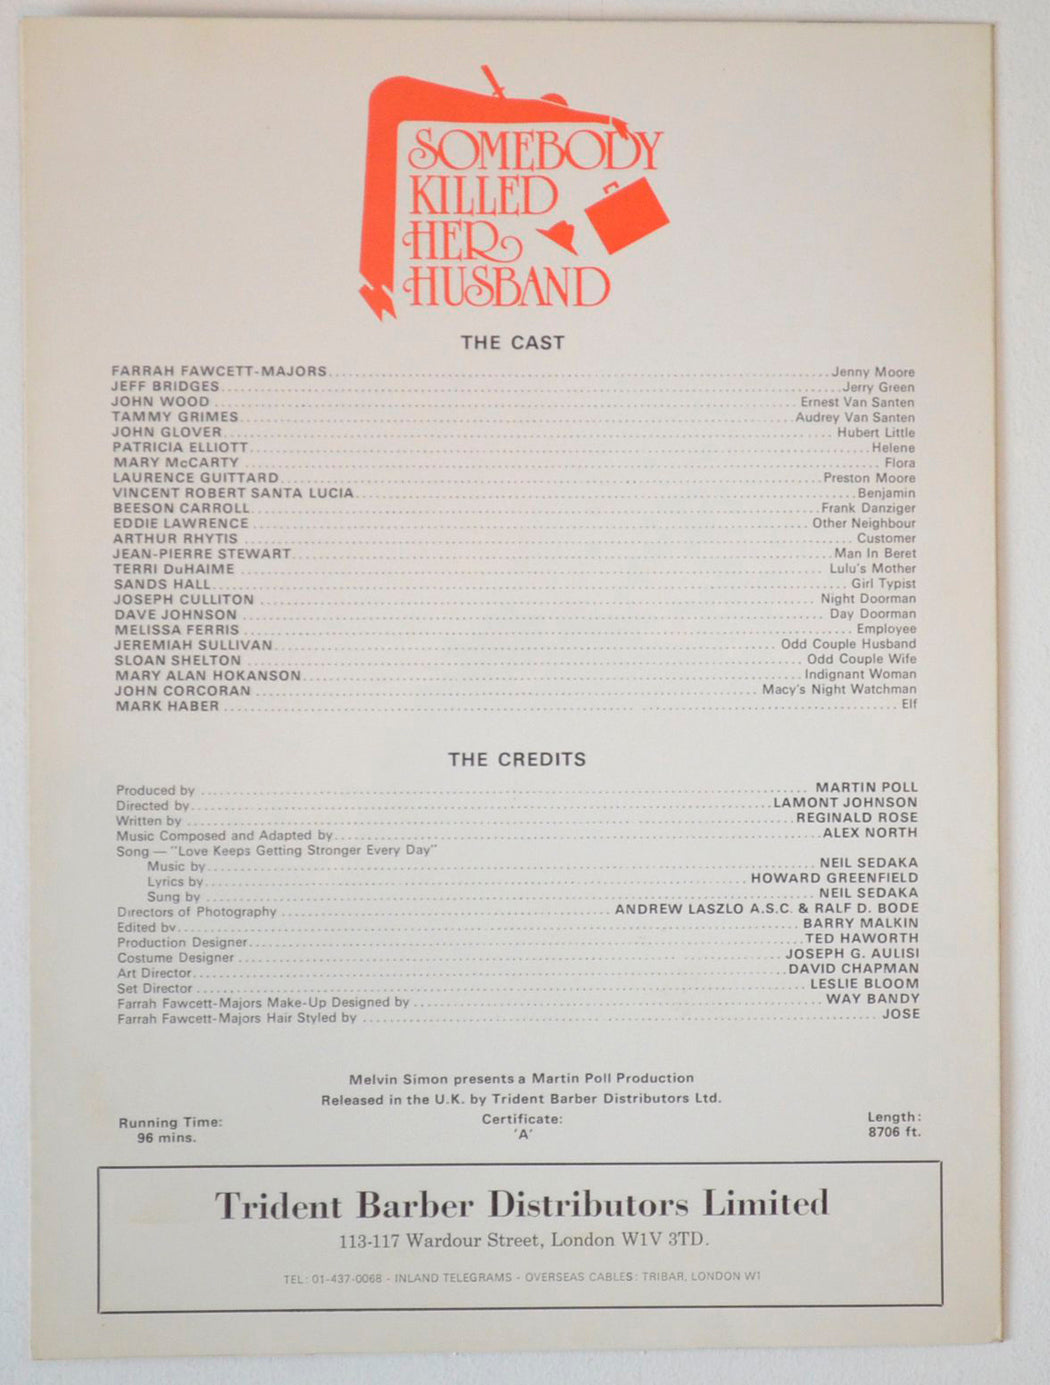 SOMEBODY
KILLED
HER
HUSBAND
THE CAST
FARRAH FAWCETT-MAJORS Jenny Moore
JEFF BRIDGES Jerry Green
JOHN WOOD Ernest Van Santen
TAMMY GRIMES Audrey Van Santen
JOHN GLOVER Hubert Little
PATRICIA ELLIOTT Helene
MARY McCARTY Flora
LAURENCE GUITTARD Preston Moore
VINCENT ROBERT SANTA LUCIA Benjamin
BEESON CARROLL Frank Danziger
EDDIE LAWRENCE Other Neighbour
ARTHUR RHYTIS Customer
JEAN-PIERRE STEWART Man In Beret
TERRI DuHAIME Lulu's Mother
SANDS HALL Girl Typist
JOSEPH CULLITON Night Doorman
DAVE JOHNSON Day Doorman
MELISSA FERRIS Employee
JEREMIAH SULLIVAN Odd Couple Husband
SLOAN SHELTON Odd Couple Wife
MARY ALAN HOKANSON Indignant Woman
JOHN CORCORAN Macy's Night Watchman
MARK HABER Elf
THE CREDITS
Produced by MARTIN POLL
Directed by LAMONT JOHNSON
Written by REGINALD ROSE
Music Composed and Adapted by ALEX NORTH
Song — "Love Keeps Getting Stronger Every Day"
Music by NEIL SEDAKA
Lyrics by HOWARD GREENFIELD
Sung by NEIL SEDAKA
Directors of Photography ANDREW LASZLO A.S.C. & RALF D. BODE
Edited by BARRY MALKIN
Production Designer TED HAWORTH
Costume Designer JOSEPH G. AULISI
Art Director DAVID CHAPMAN
Set Director LESLIE BLOOM
Farrah Fawcett-Majors Make-Up Designed by WAY BANDY
Farrah Fawcett-Majors Hair Styled by JOSE
Melvin Simon presents a Martin Poll Production
Released in the U.K. by Trident Barber Distributors Ltd.
Running Time: Certificate: Length:
96 mins. 'A' 8706 ft.
Trident Barber Distributors Limited
113-117 Wardour Street, London W1V 3TD.
TEL: 01-437-0068 - INLAND TELEGRAMS - OVERSEAS CABLES: TRIBAR, LONDON W1